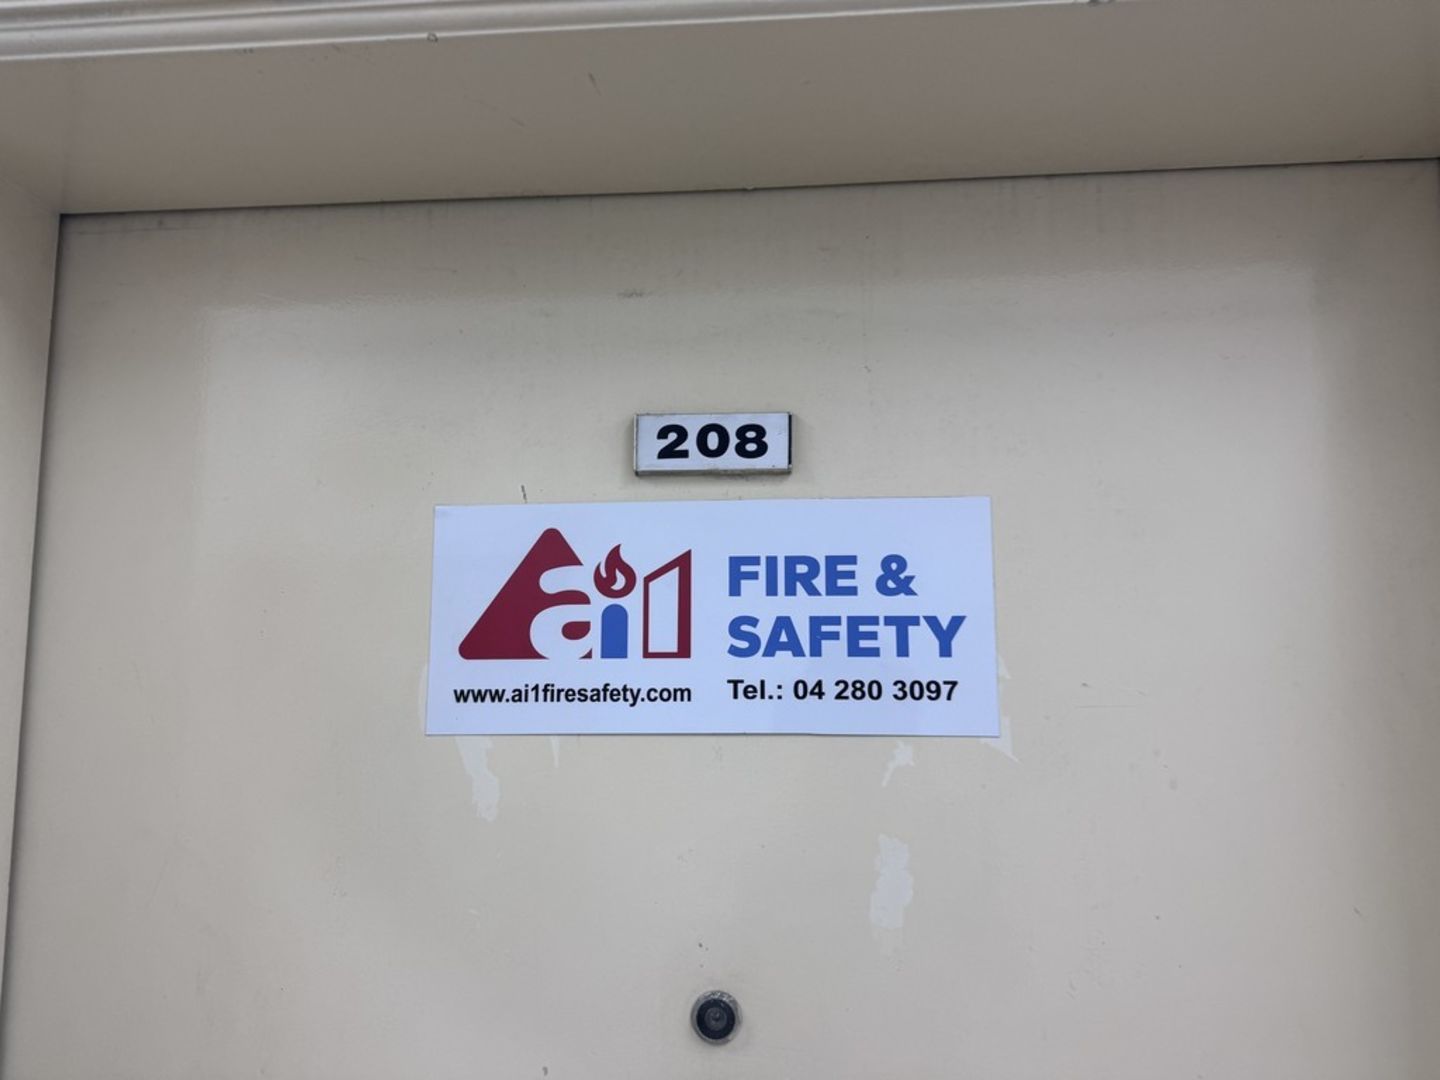 208
ai1
FIRE &
SAFETY
www.ai1firesafety.com
Tel.: 04 280 3097